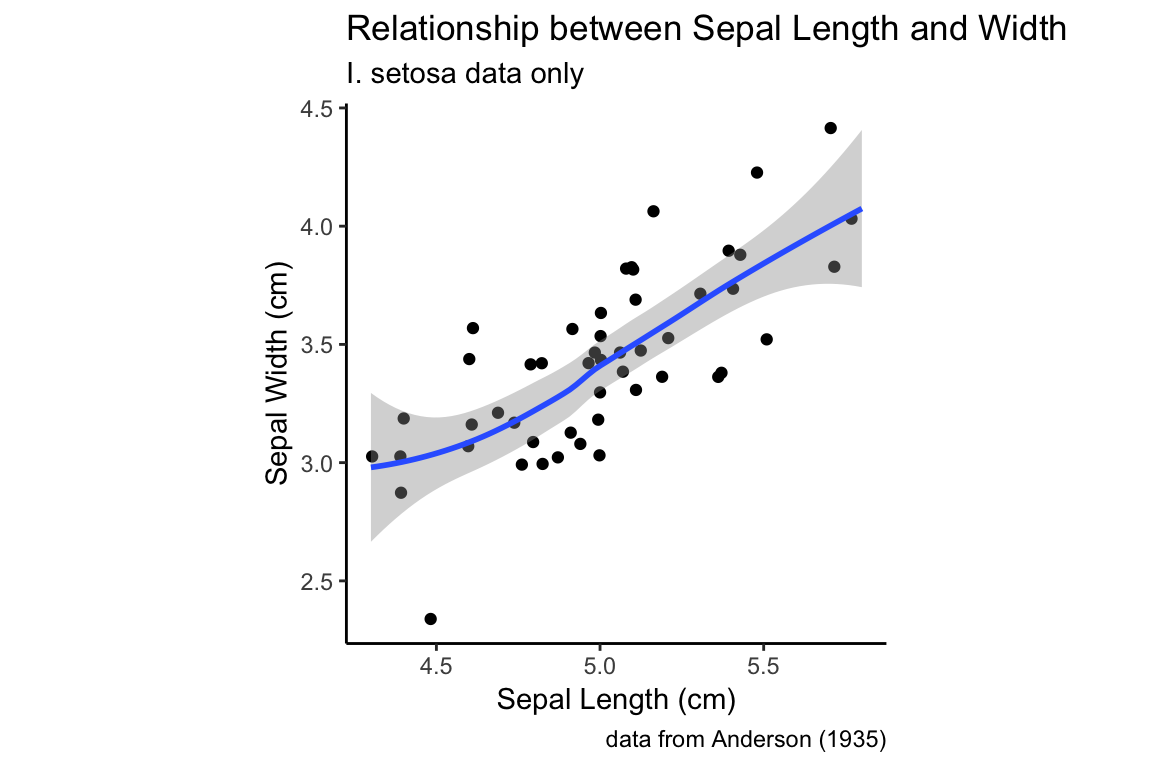 Relationship between Sepal Length and Width
I. setosa data only
4.5
4.0
3.5
3.0
2.5
Sepal Width (cm)
4.5 5.0 5.5
Sepal Length (cm)
data from Anderson (1935)